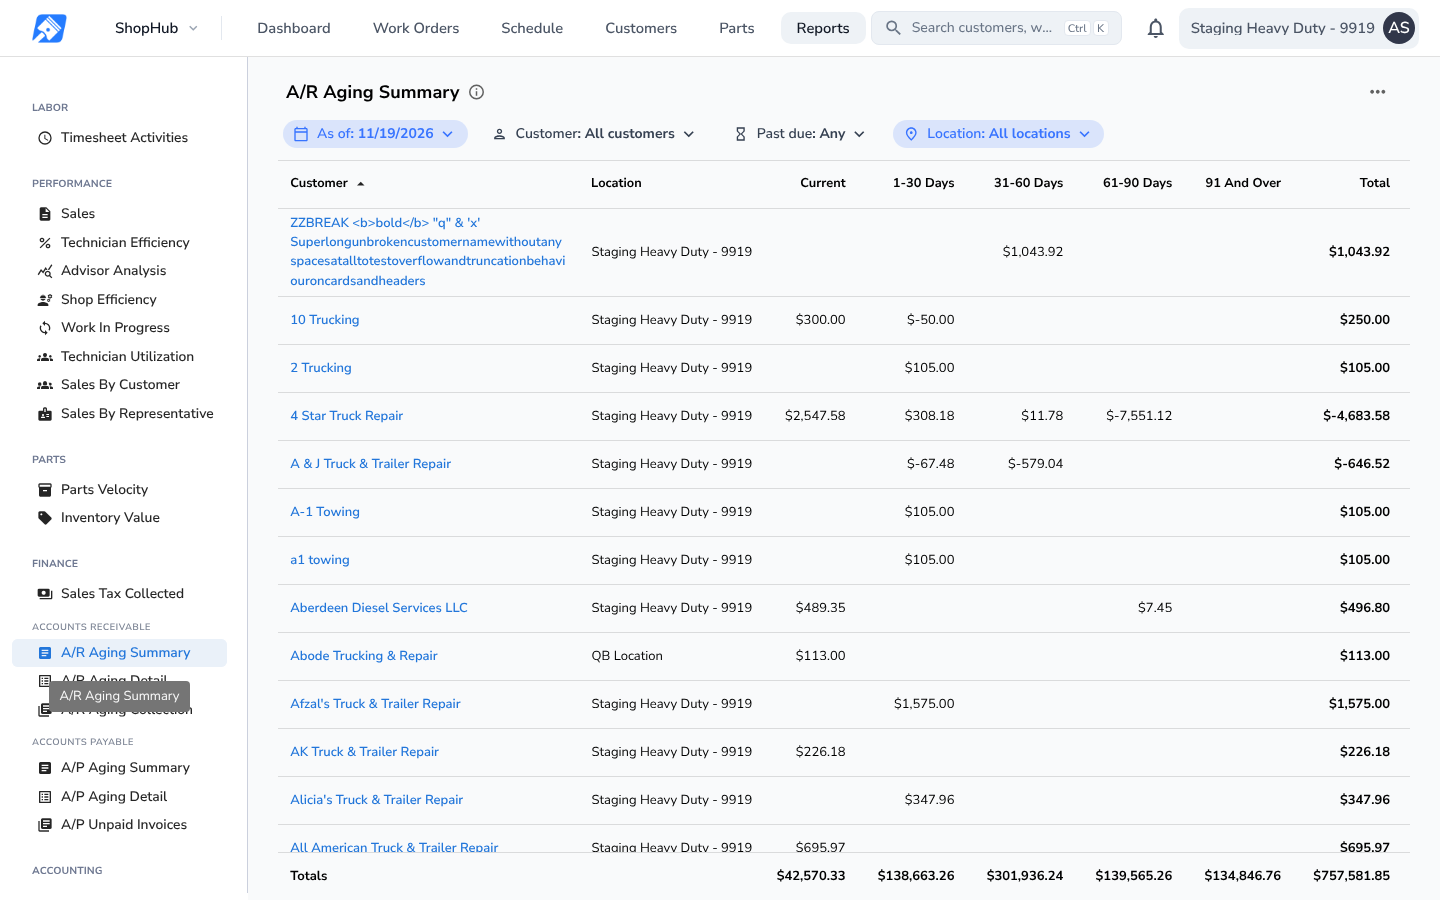 ShopHub
Dashboard
Work Orders
Schedule
Customers
Parts
Reports
Search customers, w...
Ctrl K
Staging Heavy Duty - 9919
AS
LABOR
Timesheet Activities
PERFORMANCE
Sales
Technician Efficiency
Advisor Analysis
Shop Efficiency
Work In Progress
Technician Utilization
Sales By Customer
Sales By Representative
PARTS
Parts Velocity
Inventory Value
FINANCE
Sales Tax Collected
ACCOUNTS RECEIVABLE
A/R Aging Summary
A/R Aging Detail
A/R Aging Summary
A/R Aging Collection
ACCOUNTS PAYABLE
A/P Aging Summary
A/P Aging Detail
A/P Unpaid Invoices
ACCOUNTING
A/R Aging Summary
As of: 11/19/2026
Customer: All customers
Past due: Any
Location: All locations
Customer Location Current 1-30 Days 31-60 Days 61-90 Days 91 And Over Total
ZZBREAK <b>bold</b> "q" & 'x'
Superlongunbrokencustomernamewithoutany
spacesatalltotestoverflowandtruncationbehavi
ouroncardsandheaders
Staging Heavy Duty - 9919 $1,043.92 $1,043.92
10 Trucking Staging Heavy Duty - 9919 $300.00 $-50.00 $250.00
2 Trucking Staging Heavy Duty - 9919 $105.00 $105.00
4 Star Truck Repair Staging Heavy Duty - 9919 $2,547.58 $308.18 $11.78 $-7,551.12 $-4,683.58
A & J Truck & Trailer Repair Staging Heavy Duty - 9919 $-67.48 $-579.04 $-646.52
A-1 Towing Staging Heavy Duty - 9919 $105.00 $105.00
a1 towing Staging Heavy Duty - 9919 $105.00 $105.00
Aberdeen Diesel Services LLC Staging Heavy Duty - 9919 $489.35 $7.45 $496.80
Abode Trucking & Repair QB Location $113.00 $113.00
Afzal's Truck & Trailer Repair Staging Heavy Duty - 9919 $1,575.00 $1,575.00
AK Truck & Trailer Repair Staging Heavy Duty - 9919 $226.18 $226.18
Alicia's Truck & Trailer Repair Staging Heavy Duty - 9919 $347.96 $347.96
All American Truck & Trailer Repair Staging Heavy Duty - 9919 $695.97 $695.97
Totals $42,570.33 $138,663.26 $301,936.24 $139,565.26 $134,846.76 $757,581.85